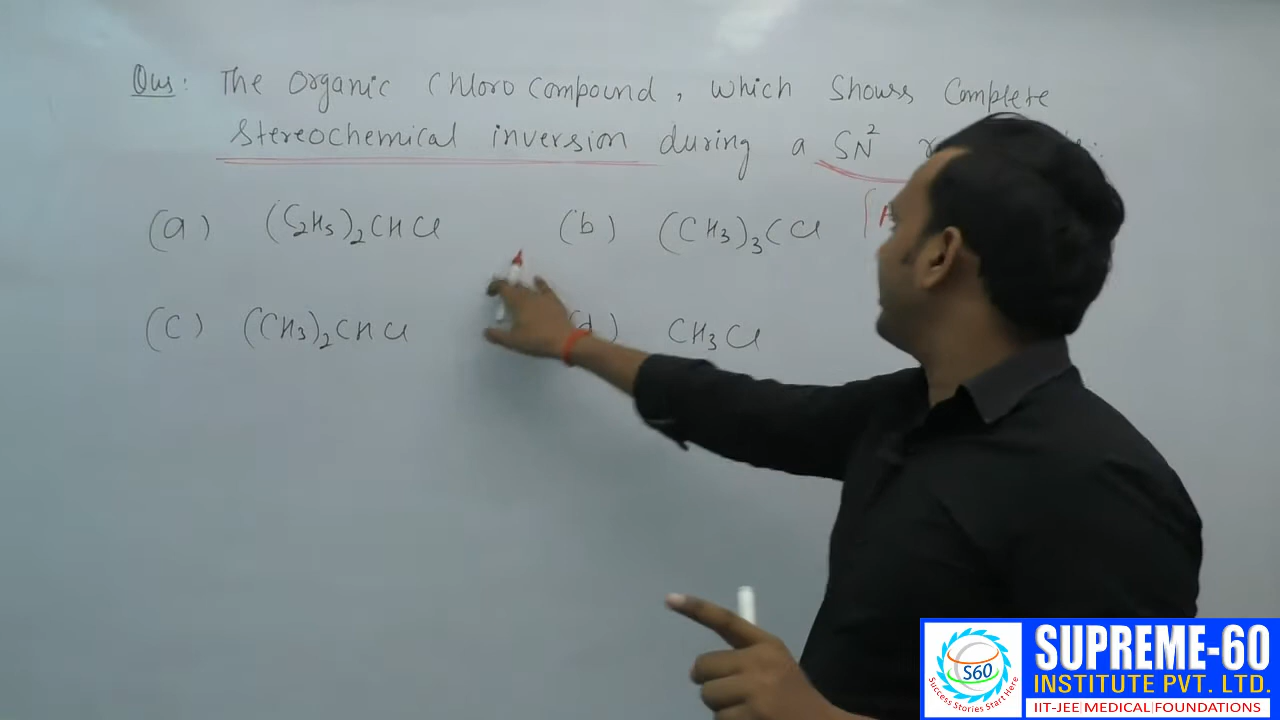 Ques: The Organic Chloro Compound, which Shows Complete
Stereochemical inversion during a SN²
(a) (C₂H₅)₂CHCl (b) (CH₃)₃CCl
(C) (CH₃)₂CHCl (d) CH₃Cl
S60
Success Stories Start Here
SUPREME-60
INSTITUTE PVT. LTD.
IIT-JEE MEDICAL FOUNDATIONS